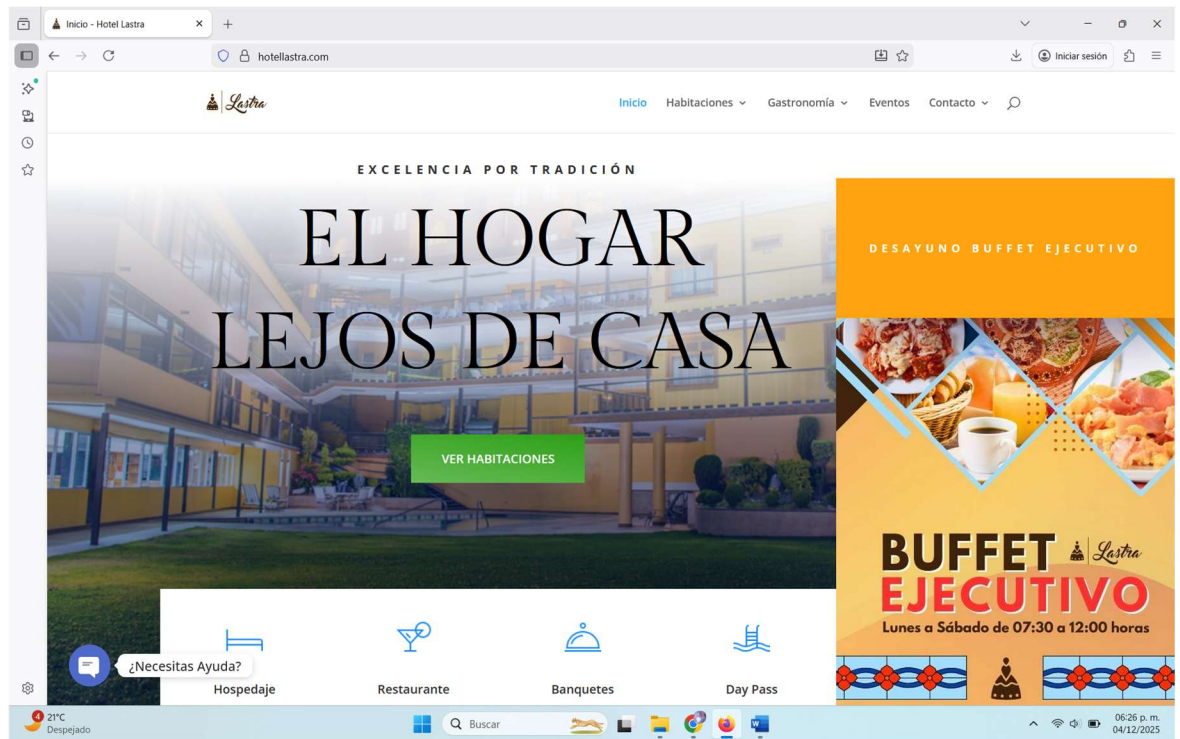 Inicio - Hotel Lastra
hotellastra.com
Iniciar sesión
Lastra
Inicio
Habitaciones
Gastronomía
Eventos
Contacto
EXCELENCIA POR TRADICIÓN
EL HOGAR
LEJOS DE CASA
VER HABITACIONES
DESAYUNO BUFFET EJECUTIVO
BUFFET
Lastra
EJECUTIVO
Lunes a Sábado de 07:30 a 12:00 horas
¿Necesitas Ayuda?
Hospedaje
Restaurante
Banquetes
Day Pass
4
21°C
Despejado
Buscar
06:26 p. m.
04/12/2025